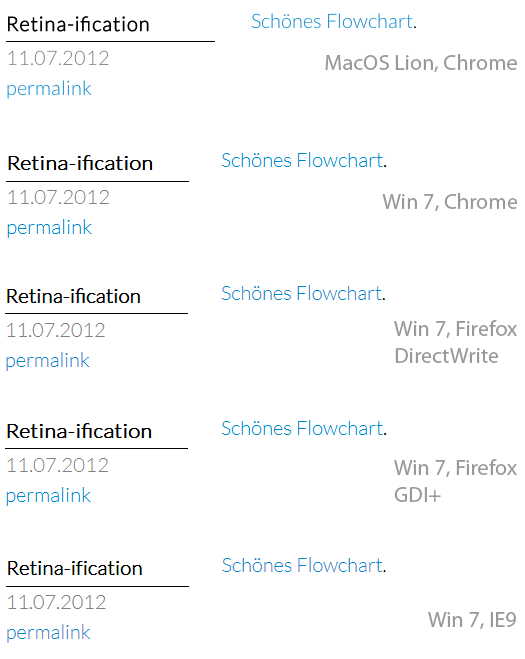 Retina-ification
Schönes Flowchart.
11.07.2012
MacOS Lion, Chrome
permalink
Retina-ification
Schönes Flowchart.
11.07.2012
Win 7, Chrome
permalink
Retina-ification
Schönes Flowchart.
11.07.2012
Win 7, Firefox
DirectWrite
permalink
Retina-ification
Schönes Flowchart.
11.07.2012
Win 7, Firefox
GDI+
permalink
Retina-ification
Schönes Flowchart.
11.07.2012
Win 7, IE9
permalink